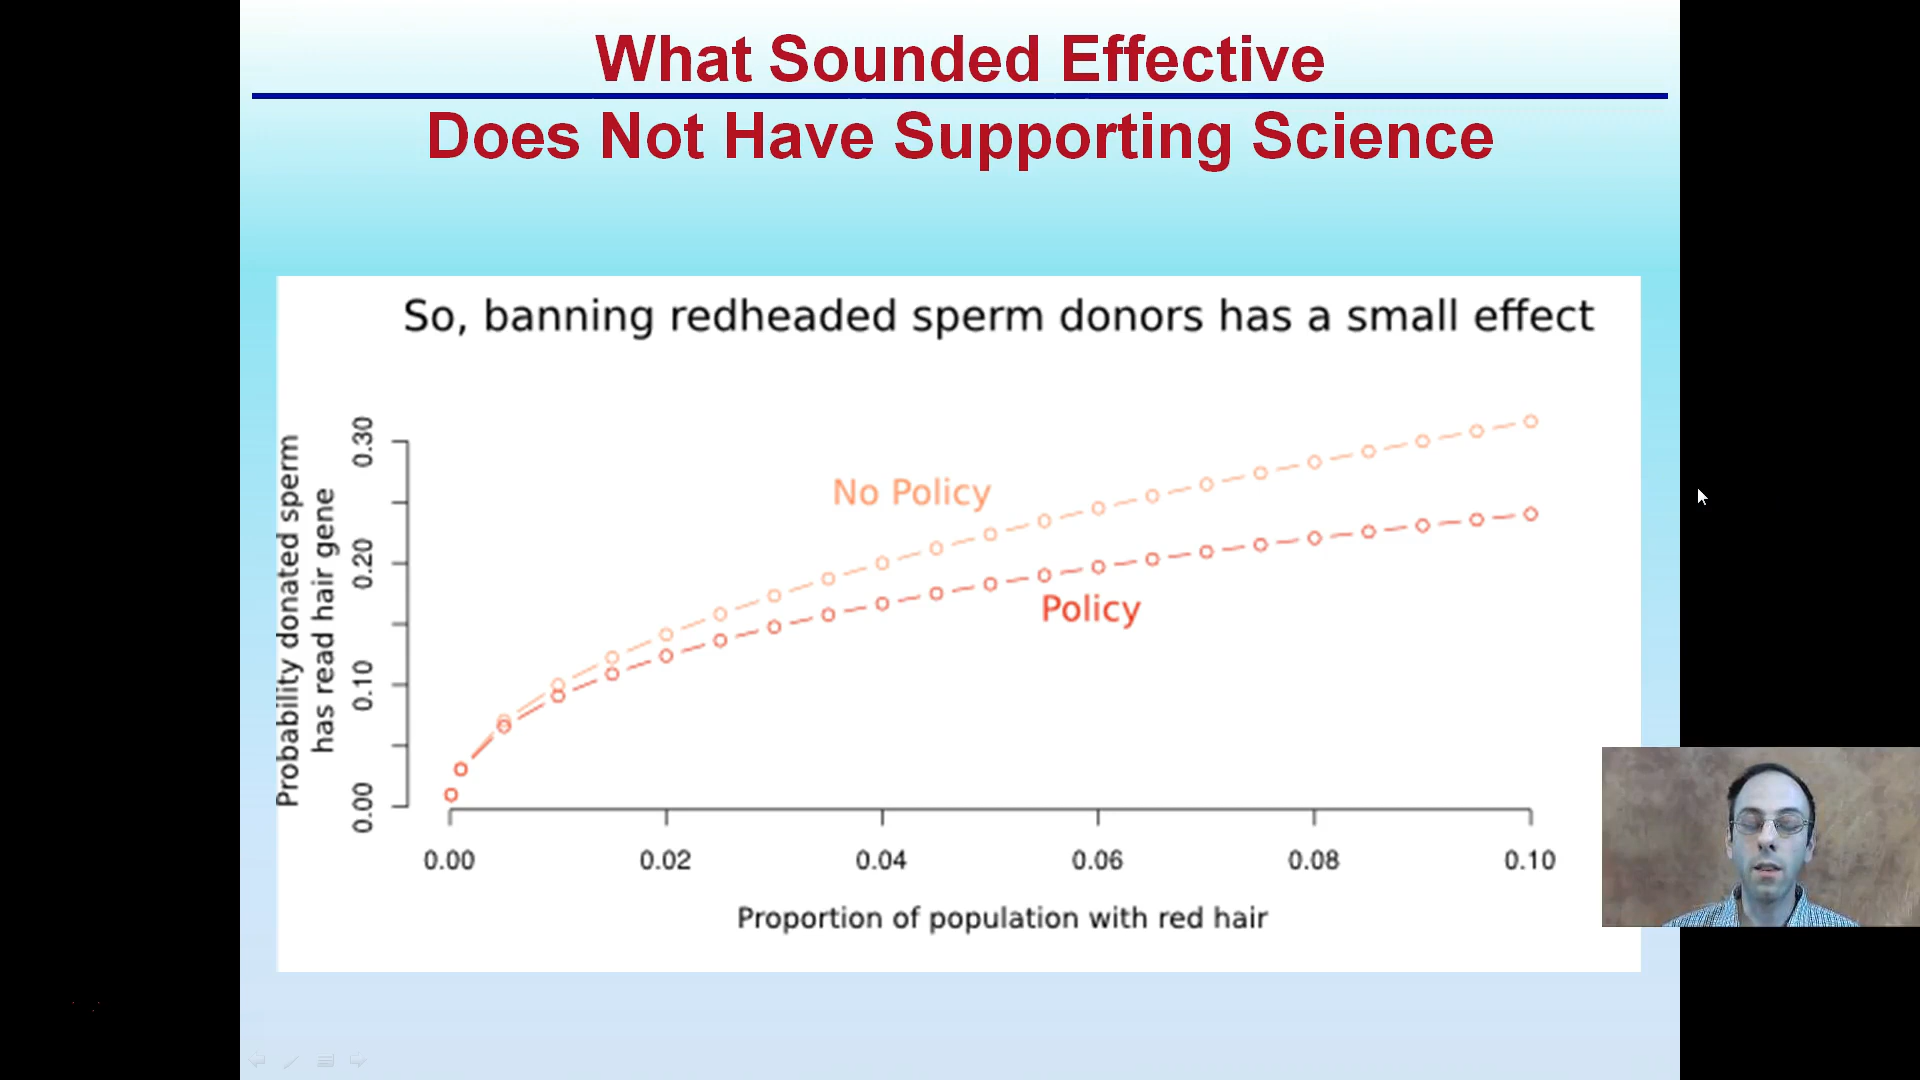 What Sounded Effective
Does Not Have Supporting Science
So, banning redheaded sperm donors has a small effect
Probability donated sperm
has read hair gene
0.30
0.20
0.10
0.00
No Policy
Policy
0.00 0.02 0.04 0.06 0.08 0.10
Proportion of population with red hair